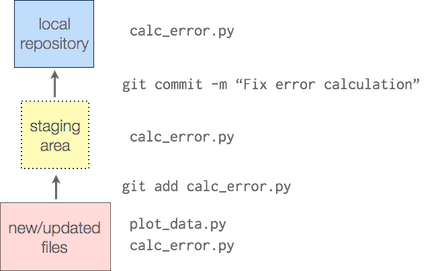 local
repository
calc_error.py
git commit -m “Fix error calculation”
staging
area
calc_error.py
git add calc_error.py
new/updated
files
plot_data.py
calc_error.py